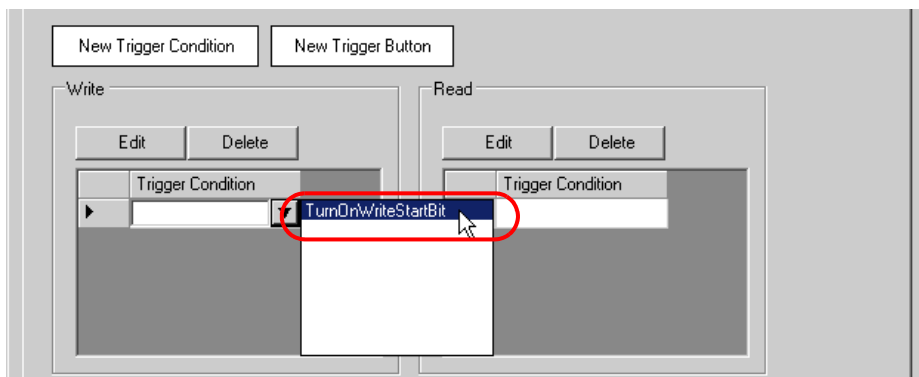 New Trigger Condition New Trigger Button
Write Read
Edit Delete Edit Delete
Trigger Condition Trigger Condition
TurnOnWriteStartBit